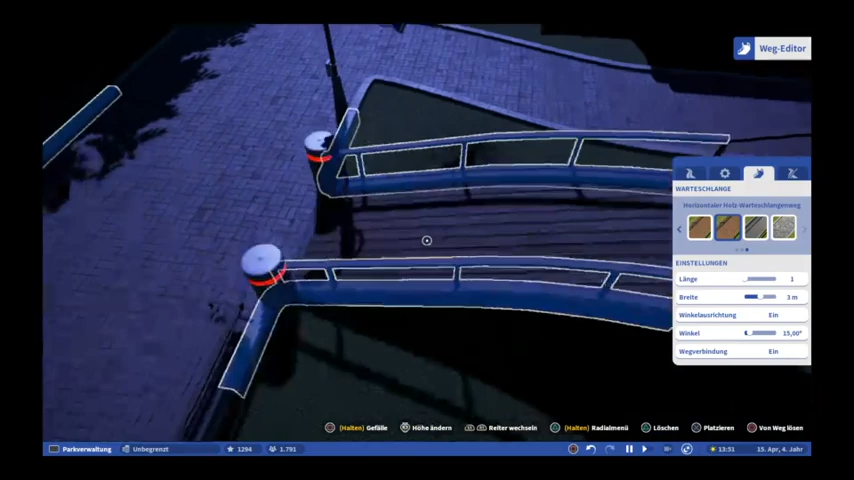 Weg-Editor
WARTESCHLANGE
Horizontaler Holz-Warteschlangenweg
EINSTELLUNGEN
Länge 1
Breite 3 m
Winkelausrichtung Ein
Winkel 15,00°
Wegverbindung Ein
(Halten) Gefälle Höhe ändern Reiter wechseln (Halten) Radialmenü Löschen Platzieren Von Weg lösen
Parkverwaltung Unbegrenzt 1294 1.791 13:51 15. Apr, 4. Jahr